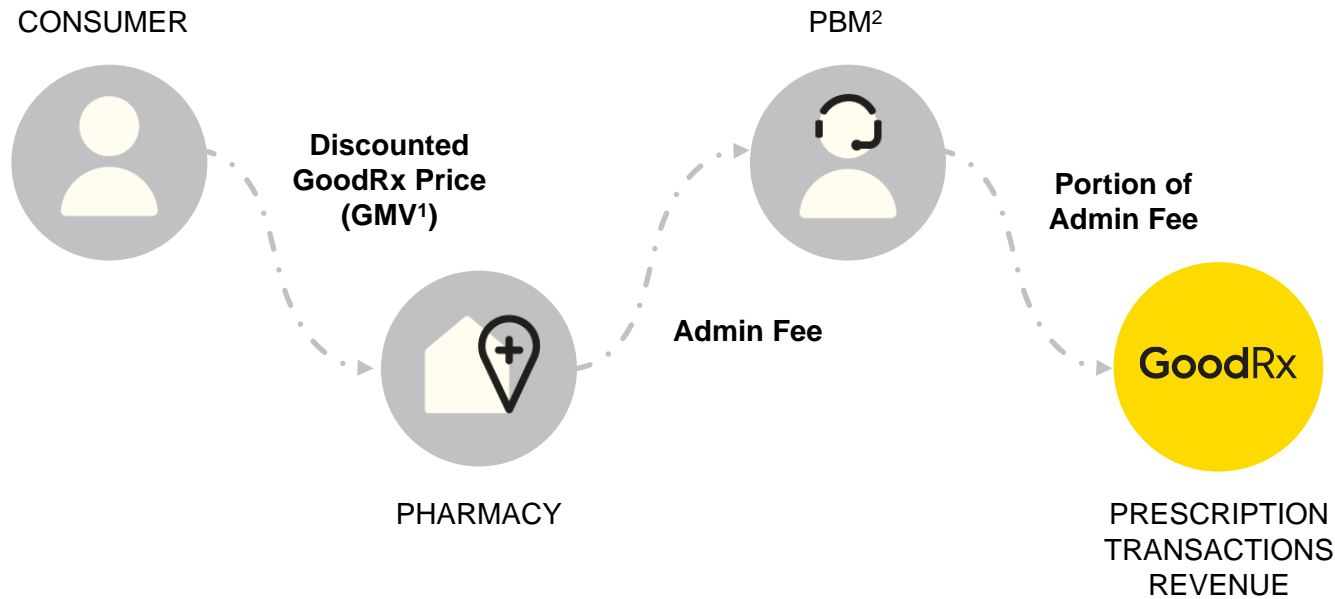 CONSUMER
PBM²
Discounted
GoodRx Price
(GMV¹)
Portion of
Admin Fee
Admin Fee
GoodRx
PHARMACY
PRESCRIPTION
TRANSACTIONS
REVENUE